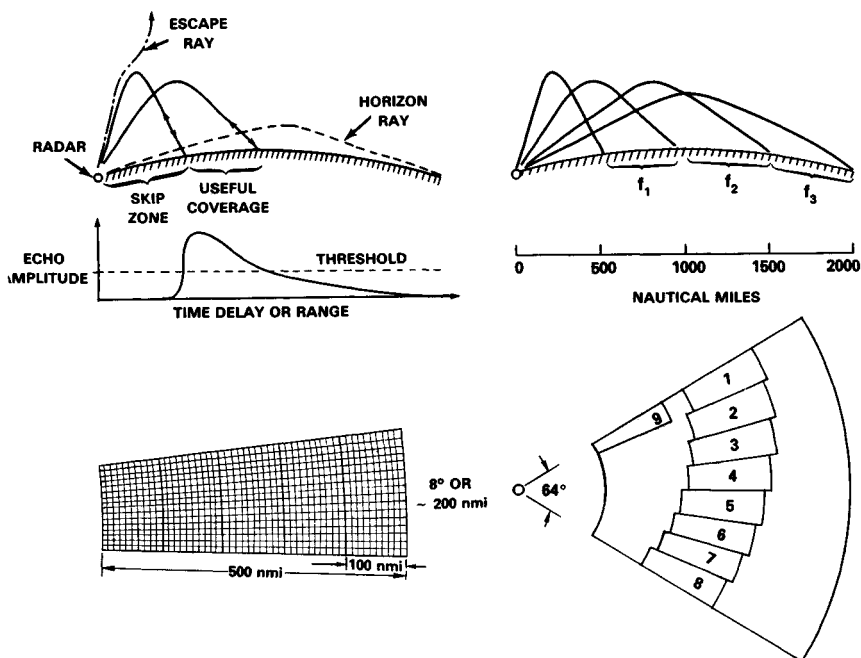 ESCAPE
RAY
HORIZON
RAY
RADAR
SKIP
ZONE
USEFUL
COVERAGE
ECHO
AMPLITUDE
THRESHOLD
TIME DELAY OR RANGE
f1
f2
f3
0
500
1000
1500
2000
NAUTICAL MILES
8° OR
~ 200 nmi
500 nmi
100 nmi
64°
1
2
3
4
5
6
7
8
9